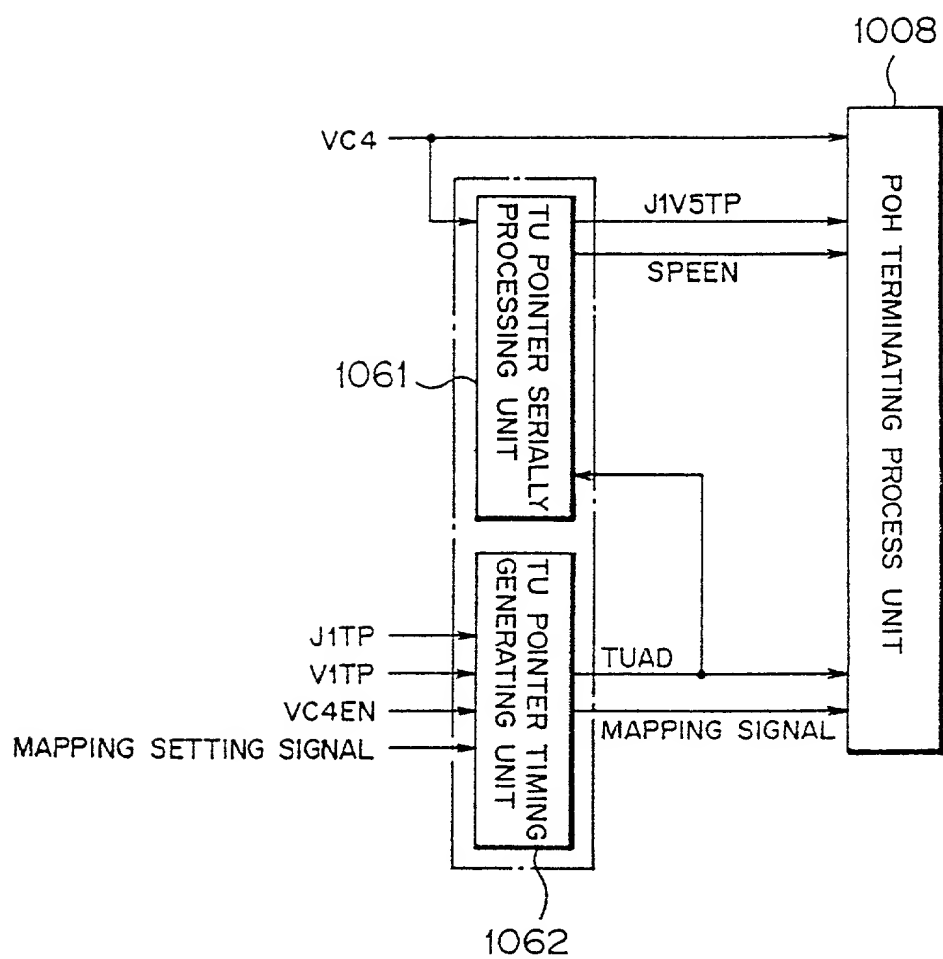 1008
VC4
J1V5TP
SPEEN
TU POINTER SERIALLY
PROCESSING UNIT
1061
POH TERMINATING PROCESS UNIT
TU POINTER TIMING
GENERATING UNIT
J1TP
V1TP
VC4EN
MAPPING SETTING SIGNAL
TUAD
MAPPING SIGNAL
1062